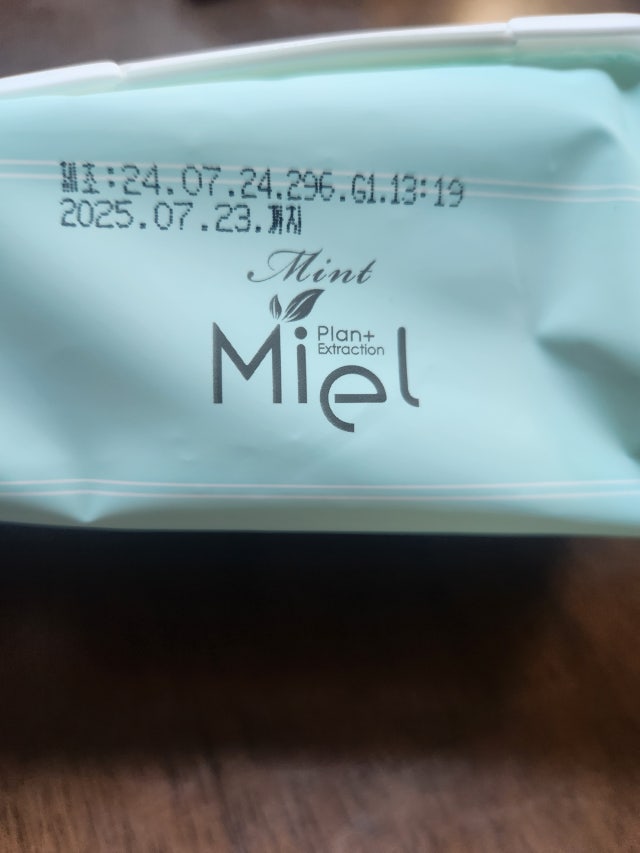 제조:24.07.24.296.G1.13:19
2025.07.23.까지
Mint
Miel
Plan+
Extraction